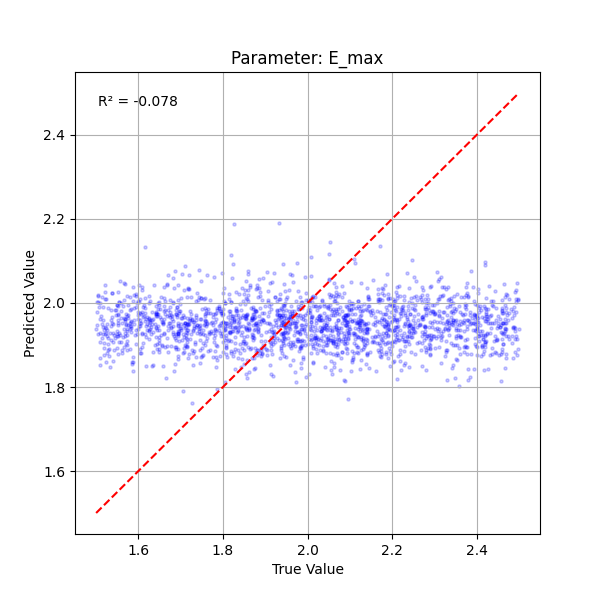 Parameter: E_max
R² = -0.078
2.4
2.2
2.0
1.8
1.6
Predicted Value
1.6 1.8 2.0 2.2 2.4
True Value